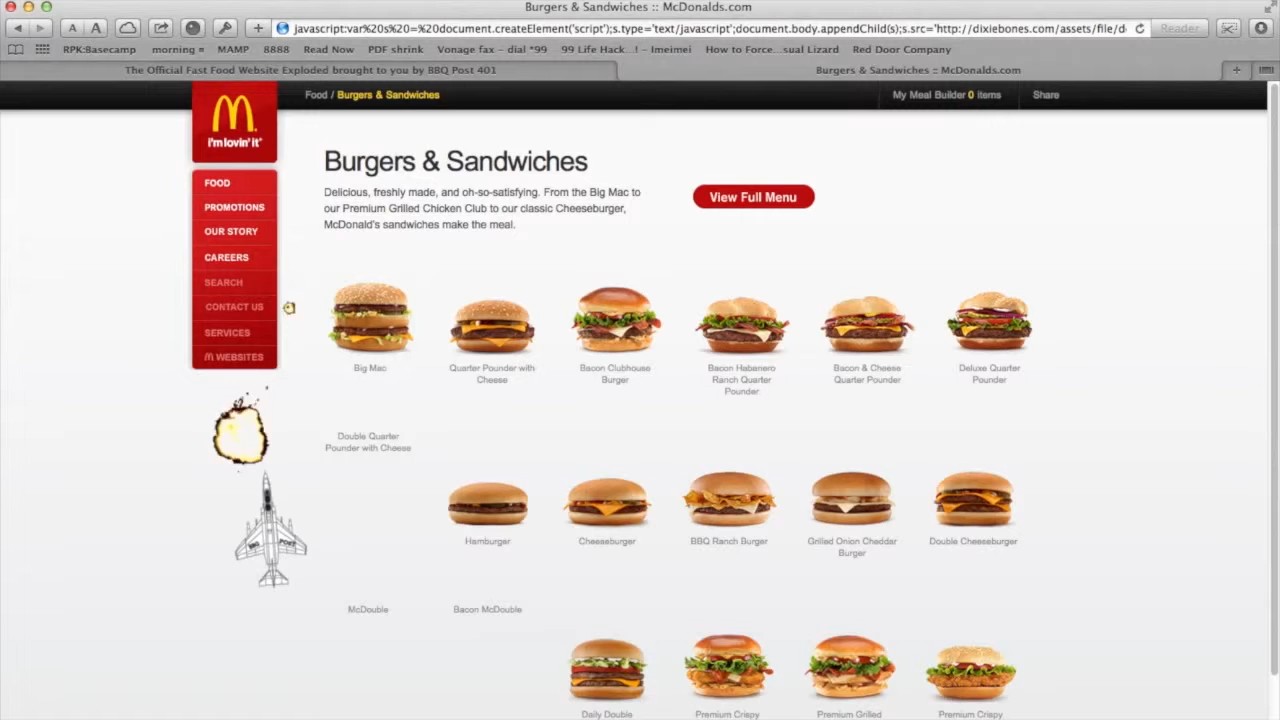 Burgers & Sandwiches :: McDonalds.com
A A + javascript:var%20s%20=%20document.createElement('script');s.type='text/javascript';document.body.appendChild(s);s.src='http://dixiebones.com/assets/file/d Reader
RPK:Basecamp morning ≡ MAMP 8888 Read Now PDF shrink Vonage fax – dial *99 99 Life Hack...! – Imeimei How to Force...sual Lizard Red Door Company
The Official Fast Food Website Exploded brought to you by BBQ Post 401 Burgers & Sandwiches :: McDonalds.com +
Food / Burgers & Sandwiches My Meal Builder 0 items Share
i'm lovin' it®
FOOD
PROMOTIONS
OUR STORY
CAREERS
SEARCH
CONTACT US
SERVICES
M WEBSITES
Burgers & Sandwiches
Delicious, freshly made, and oh-so-satisfying. From the Big Mac to
our Premium Grilled Chicken Club to our classic Cheeseburger,
McDonald's sandwiches make the meal.
View Full Menu
Big Mac
Quarter Pounder with
Cheese
Bacon Clubhouse
Burger
Bacon Habanero
Ranch Quarter
Pounder
Bacon & Cheese
Quarter Pounder
Deluxe Quarter
Pounder
Double Quarter
Pounder with Cheese
Hamburger
Cheeseburger
BBQ Ranch Burger
Grilled Onion Cheddar
Burger
Double Cheeseburger
McDouble
Bacon McDouble
Daily Double
Premium Crispy
Premium Grilled
Premium Crispy